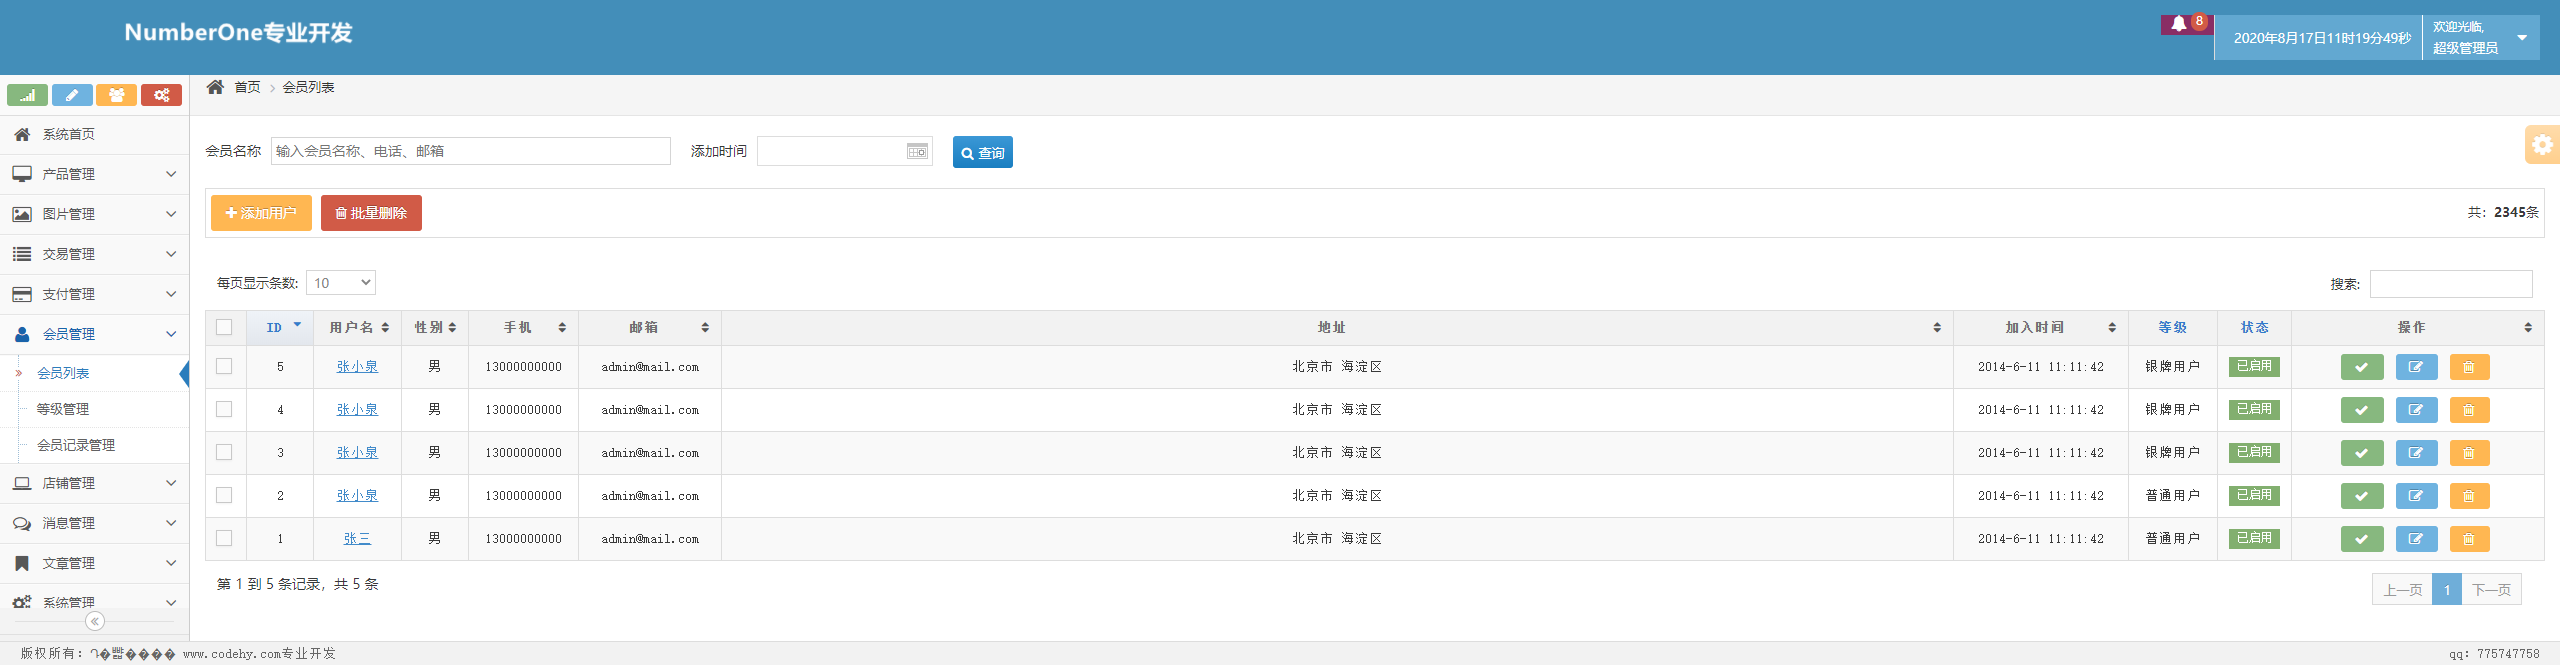 NumberOne专业开发
8
2020年8月17日11时19分49秒
欢迎光临,
超级管理员
首页 会员列表
系统首页
产品管理
图片管理
交易管理
支付管理
会员管理
会员列表
等级管理
会员记录管理
店铺管理
消息管理
文章管理
系统管理
会员名称 输入会员名称、电话、邮箱 添加时间 查询
添加用户 批量删除 共：2345条
每页显示条数: 10 搜索:
ID 用户名 性别 手机 邮箱 地址 加入时间 等级 状态 操作
5 张小泉 男 13000000000 admin@mail.com 北京市 海淀区 2014-6-11 11:11:42 银牌用户 已启用
4 张小泉 男 13000000000 admin@mail.com 北京市 海淀区 2014-6-11 11:11:42 银牌用户 已启用
3 张小泉 男 13000000000 admin@mail.com 北京市 海淀区 2014-6-11 11:11:42 银牌用户 已启用
2 张小泉 男 13000000000 admin@mail.com 北京市 海淀区 2014-6-11 11:11:42 普通用户 已启用
1 张三 男 13000000000 admin@mail.com 北京市 海淀区 2014-6-11 11:11:42 普通用户 已启用
第 1 到 5 条记录，共 5 条 上一页 1 下一页
版权所有： www.codehy.com专业开发 qq: 775747758